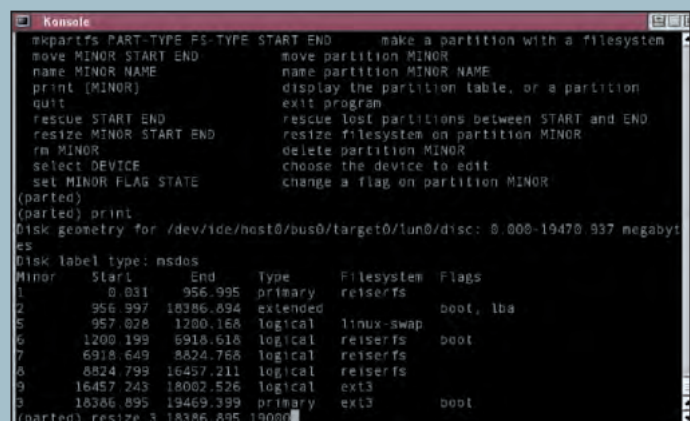 Konsole
mkpartfs PART-TYPE FS-TYPE START END make a partition with a filesystem
move MINOR START END move partition MINOR
name MINOR NAME name partition MINOR NAME
print [MINOR] display the partition table, or a partition
quit exit program
rescue START END rescue lost partitions between START and END
resize MINOR START END resize filesystem on partition MINOR
rm MINOR delete partition MINOR
select DEVICE choose the device to edit
set MINOR FLAG STATE change a flag on partition MINOR
(parted)
(parted) print
Disk geometry for /dev/ide/host0/bus0/target0/lun0/disc: 0.000-19470.937 megabyt
es
Disk label type: msdos
Minor Start End Type Filesystem Flags
1 0.031 956.995 primary reiserfs
2 956.997 18386.894 extended boot, lba
5 957.028 1200.168 logical linux-swap
6 1200.199 6918.618 logical reiserfs boot
7 6918.649 8824.768 logical reiserfs
8 8824.799 16457.211 logical reiserfs
9 16457.243 18002.526 logical ext3
3 18386.895 19469.399 primary ext3 boot
(parted) resize 3 18386.895 19000